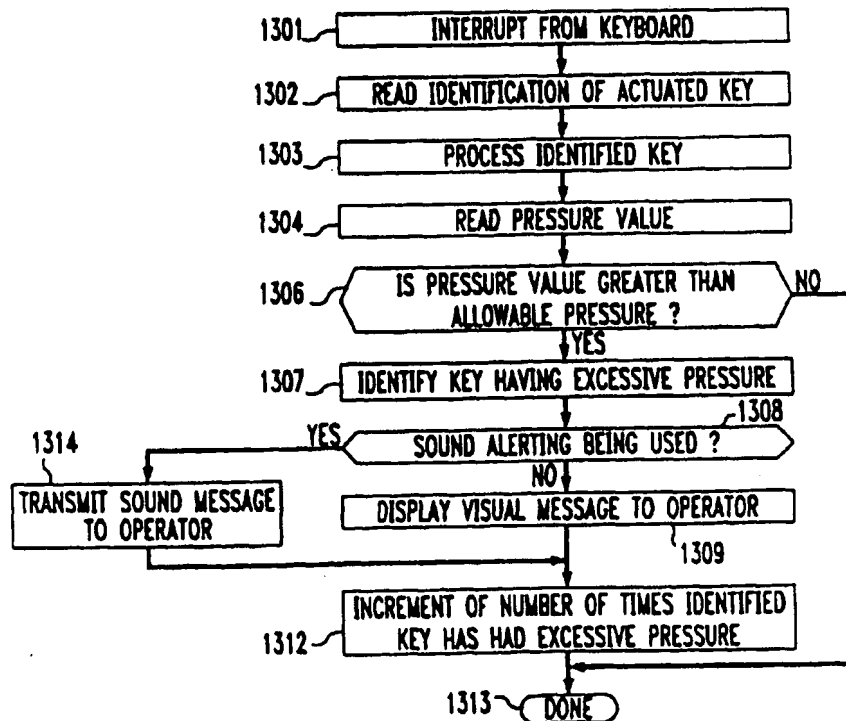 1301
INTERRUPT FROM KEYBOARD
1302
READ IDENTIFICATION OF ACTUATED KEY
1303
PROCESS IDENTIFIED KEY
1304
READ PRESSURE VALUE
1306
IS PRESSURE VALUE GREATER THAN
ALLOWABLE PRESSURE ?
NO
YES
1307
IDENTIFY KEY HAVING EXCESSIVE PRESSURE
1308
SOUND ALERTING BEING USED ?
YES
NO
1314
TRANSMIT SOUND MESSAGE
TO OPERATOR
DISPLAY VISUAL MESSAGE TO OPERATOR
1309
1312
INCREMENT OF NUMBER OF TIMES IDENTIFIED
KEY HAS HAD EXCESSIVE PRESSURE
1313
DONE